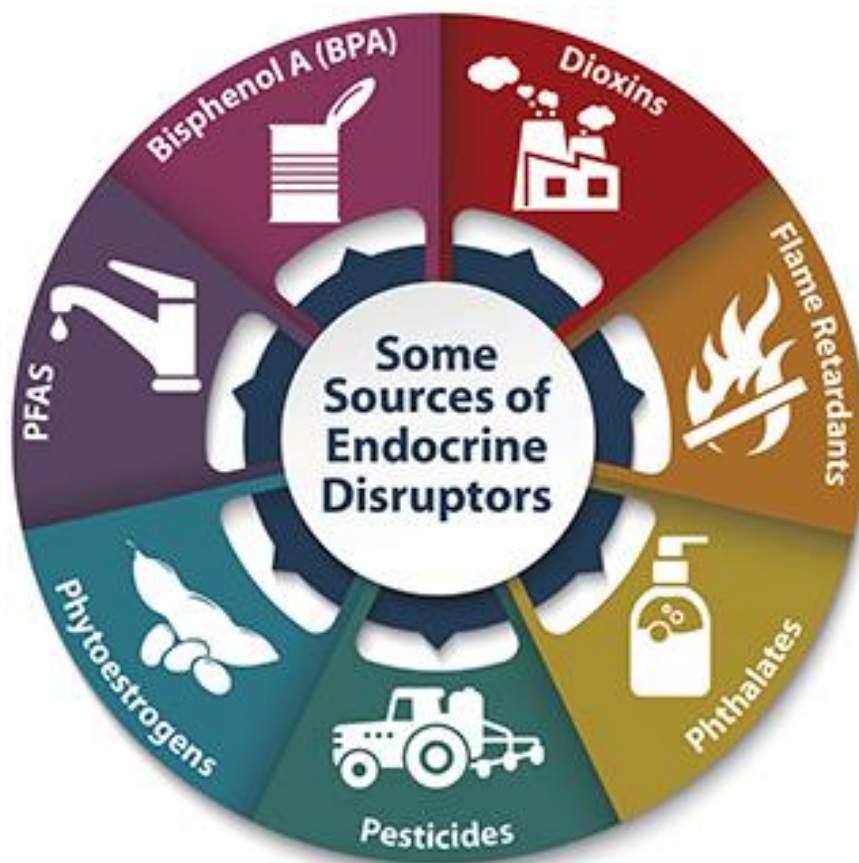 Some
Sources of
Endocrine
Disruptors
Dioxins
Flame Retardants
Phthalates
Pesticides
Phytoestrogens
PFAS
Bisphenol A (BPA)